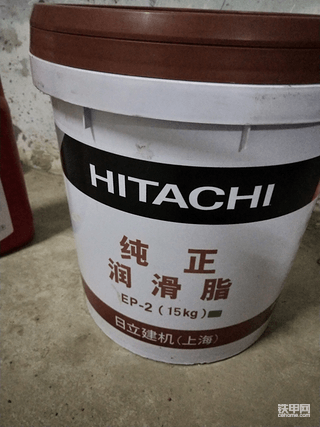 HITACHI
纯正
润滑脂
EP-2 (15kg)
日立建机(上海)
铁甲网